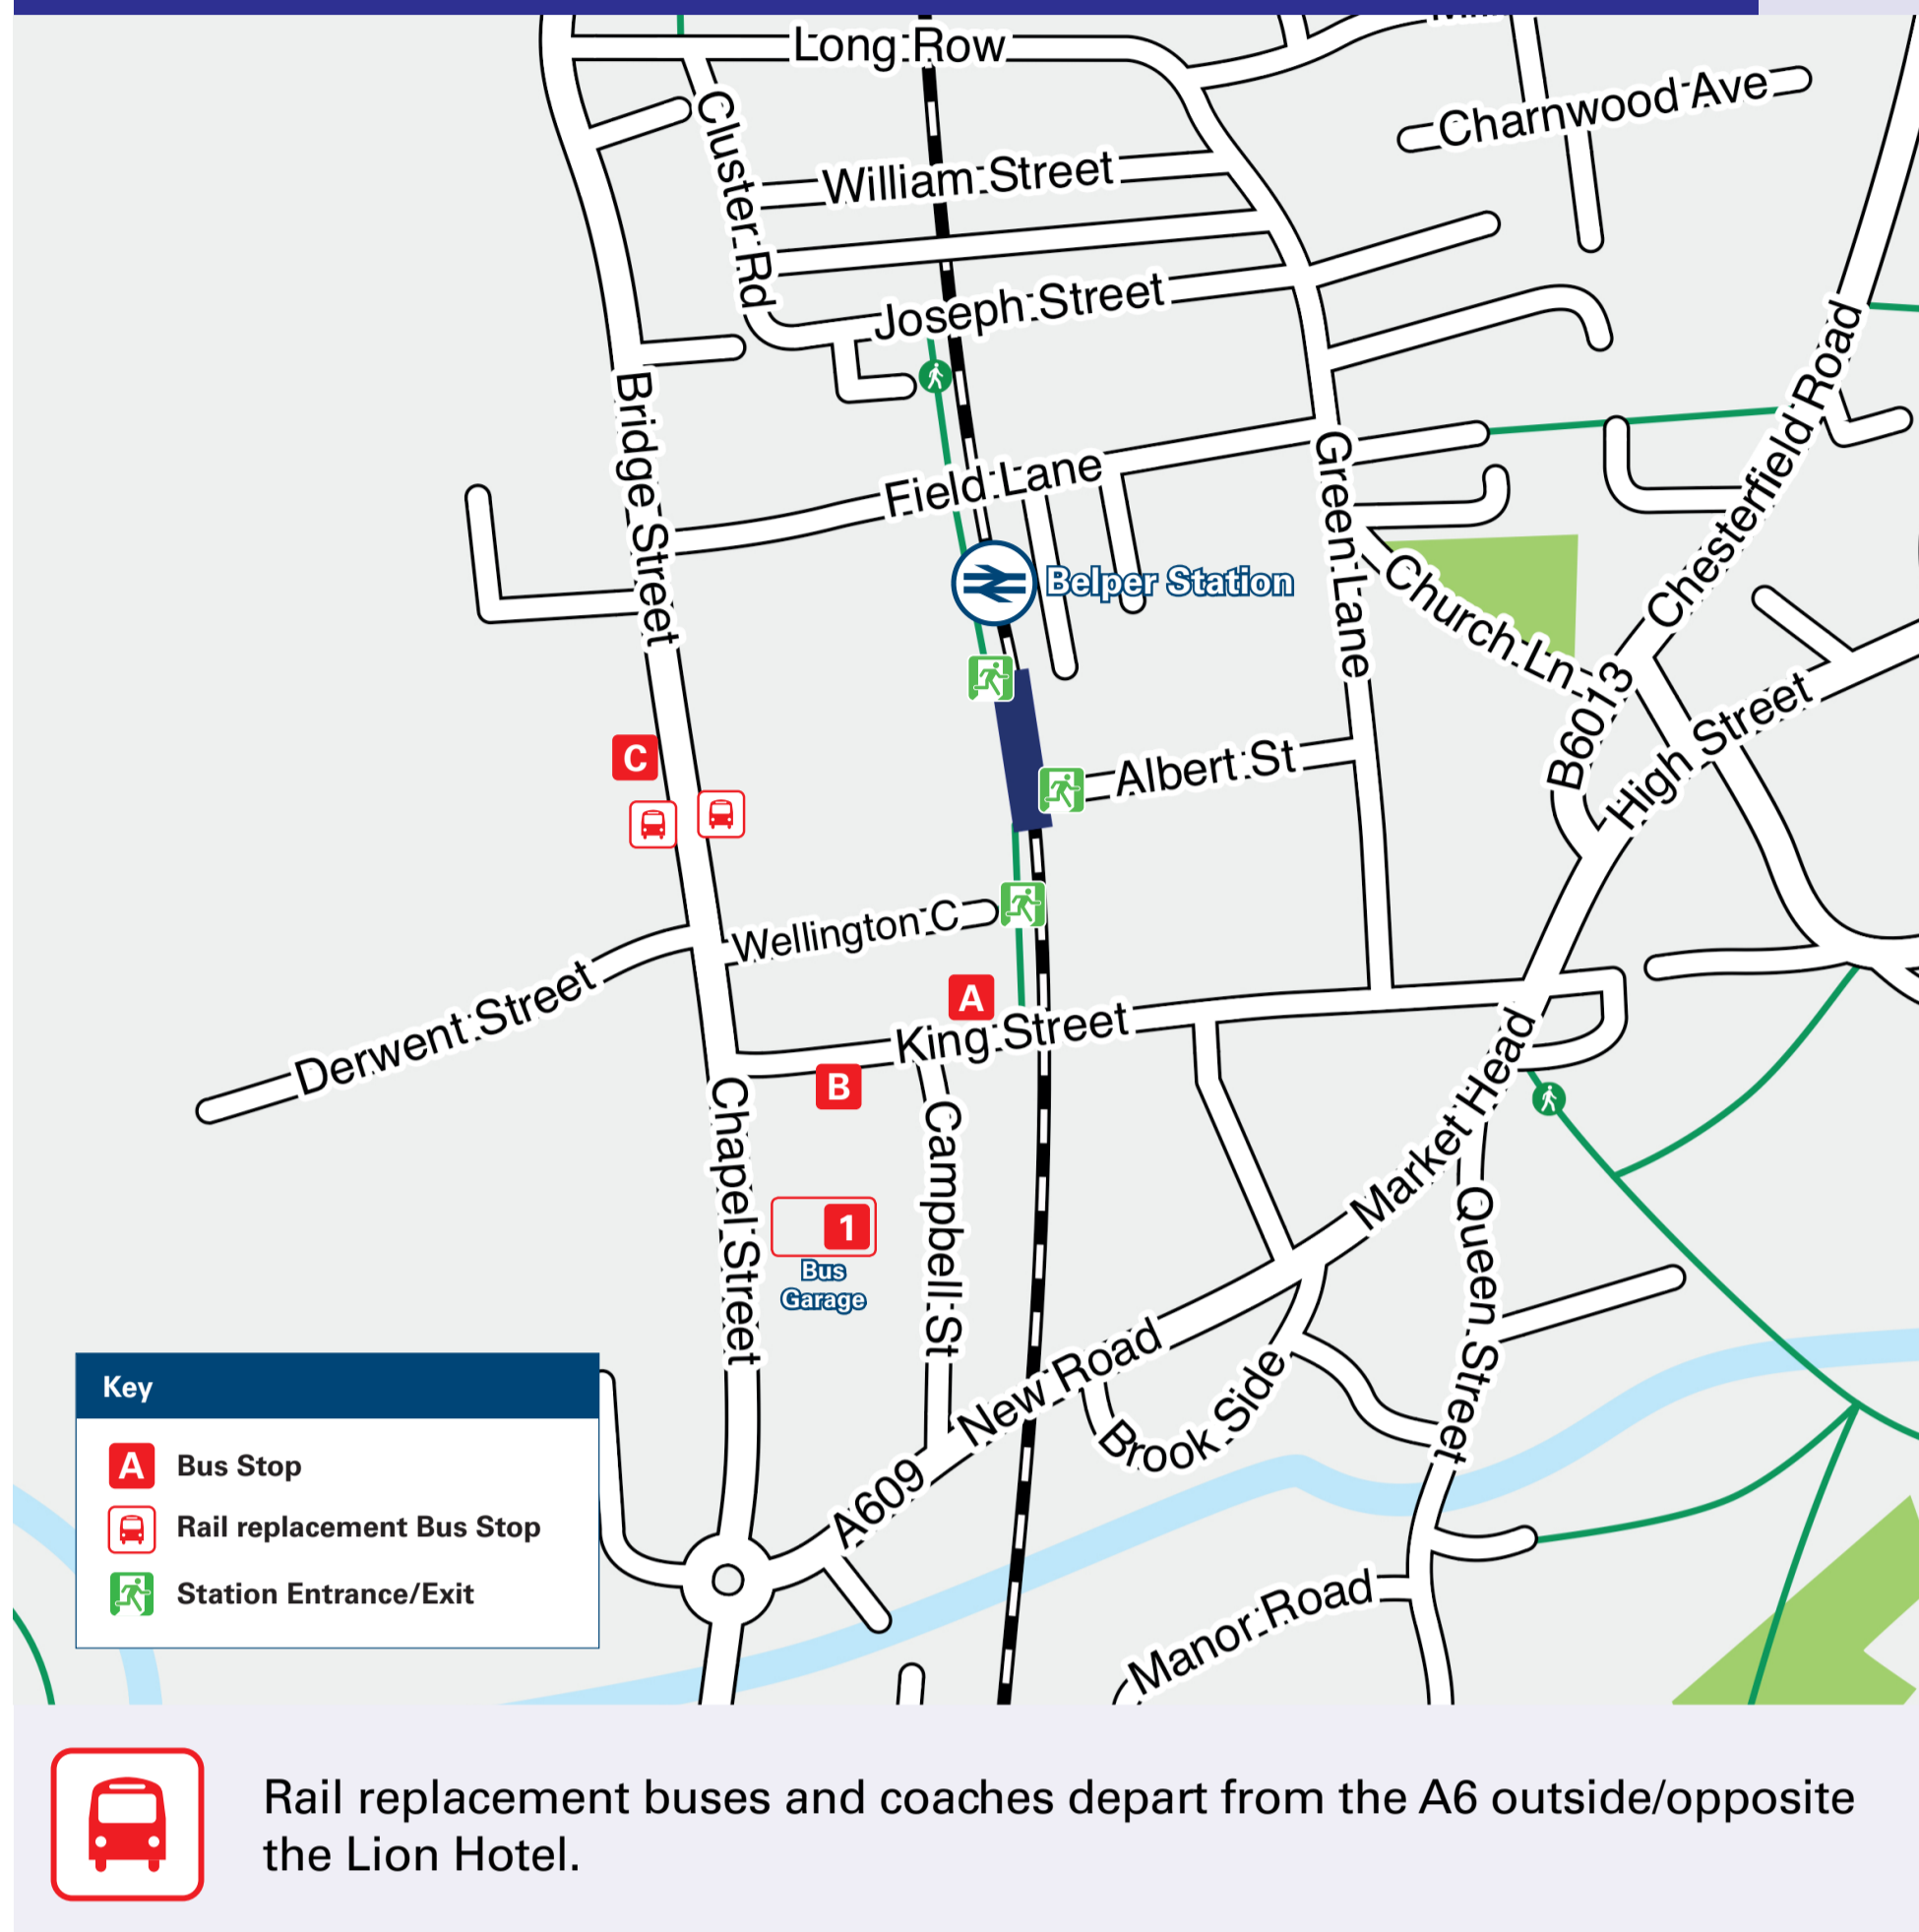 Long Row
Charnwood Ave
Cluster Rd
William Street
Joseph Street
Chesterfield Road
Bridge Street
Field Lane
Green Lane
Belper Station
Church Ln
B6013
High Street
C
Albert St
Wellington C
Derwent Street
A
King Street
B
Market Head
Chapel Street
Campbell St
1
Bus
Garage
Queen Street
New Road
Brook Side
A609
Manor Road
Key
A Bus Stop
Rail replacement Bus Stop
Station Entrance/Exit
Rail replacement buses and coaches depart from the A6 outside/opposite
the Lion Hotel.